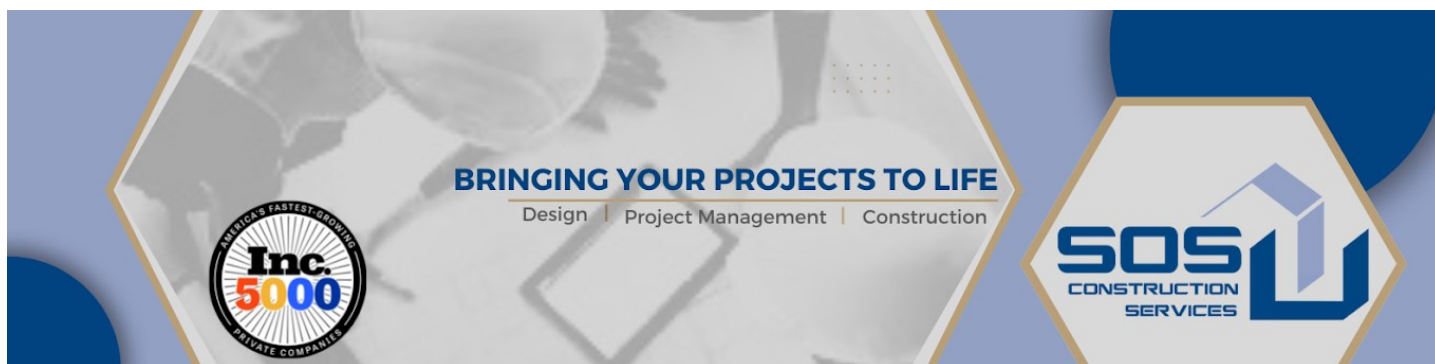 BRINGING YOUR PROJECTS TO LIFE
Design | Project Management | Construction
AMERICA'S FASTEST-GROWING
Inc.
5000
PRIVATE COMPANIES
SOS
CONSTRUCTION
SERVICES